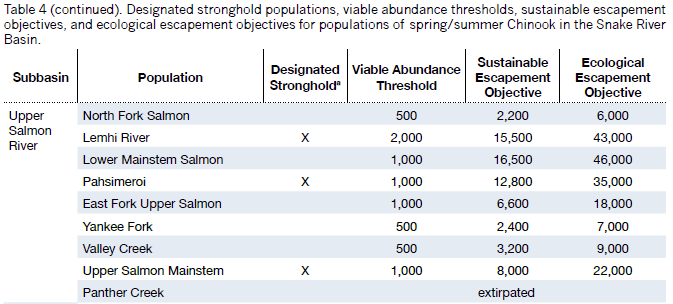 Table 4 (continued). Designated stronghold populations, viable abundance thresholds, sustainable escapement
objectives, and ecological escapement objectives for populations of spring/summer Chinook in the Snake River
Basin.
Subbasin Population Designated Strongholdᵃ Viable Abundance Threshold Sustainable Escapement Objective Ecological Escapement Objective
Upper Salmon River North Fork Salmon 500 2,200 6,000
Lemhi River X 2,000 15,500 43,000
Lower Mainstem Salmon 1,000 16,500 46,000
Pahsimeroi X 1,000 12,800 35,000
East Fork Upper Salmon 1,000 6,600 18,000
Yankee Fork 500 2,400 7,000
Valley Creek 500 3,200 9,000
Upper Salmon Mainstem X 1,000 8,000 22,000
Panther Creek extirpated